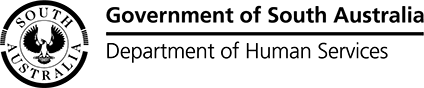 SOUTH
AUSTRALIA
Government of South Australia
Department of Human Services